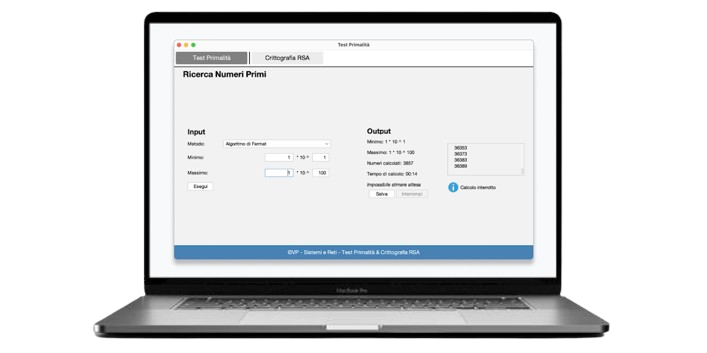 Test Primalità
Test Primalità
Crittografia RSA
Ricerca Numeri Primi
Input
Metodo:
Algoritmo di Fermat
Minimo:
1 * 10 ^ 1
Massimo:
1 * 10 ^ 100
Esegui
Output
Minimo: 1 * 10 ^ 1
Massimo: 1 * 10 ^ 100
Numeri calcolati: 3857
Tempo di calcolo: 00:14
Impossibile stimare attesa
Salva
Interrompi
36353
36373
36383
36389
Calcolo interrotto
©VP - Sistemi e Reti - Test Primalità & Crittografia RSA
MacBook Pro